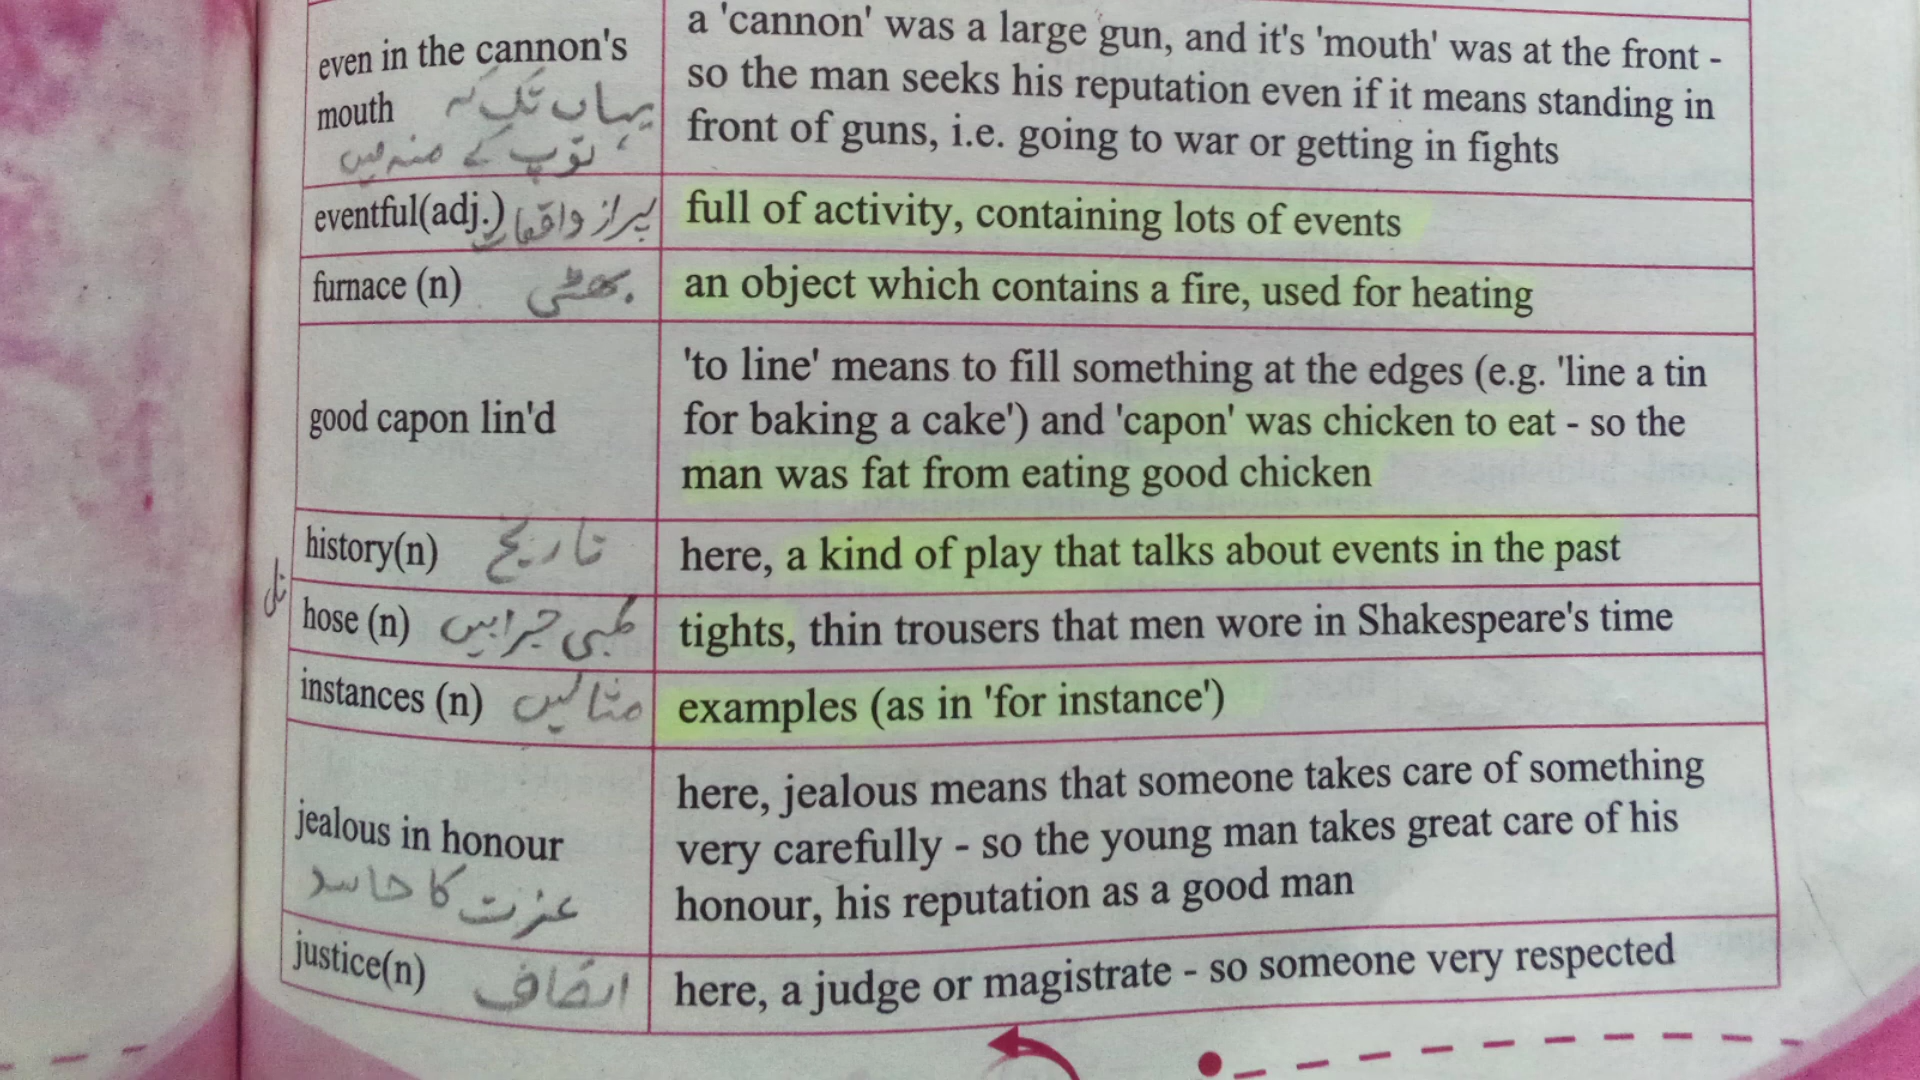 even in the cannon's
mouth یہاں تک کہ
توپ کے منہ میں
a 'cannon' was a large gun, and it's 'mouth' was at the front -
so the man seeks his reputation even if it means standing in
front of guns, i.e. going to war or getting in fights
eventful(adj.) پراز واقعات
full of activity, containing lots of events
furnace (n) بھٹی
an object which contains a fire, used for heating
good capon lin'd
'to line' means to fill something at the edges (e.g. 'line a tin
for baking a cake') and 'capon' was chicken to eat - so the
man was fat from eating good chicken
history(n) تاریخ
here, a kind of play that talks about events in the past
hose (n) جرابیں
tights, thin trousers that men wore in Shakespeare's time
instances (n) مثالیں
examples (as in 'for instance')
jealous in honour
عزت کا حاسد
here, jealous means that someone takes care of something
very carefully - so the young man takes great care of his
honour, his reputation as a good man
justice(n) انصاف
here, a judge or magistrate - so someone very respected